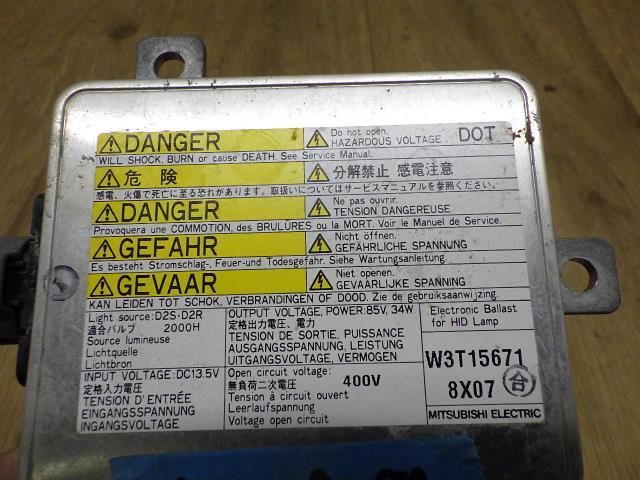 DANGER
Do not open.
HAZARDOUS VOLTAGE
DOT
WILL SHOCK, BURN or cause DEATH. See Service Manual.
危険
分解禁止 感電注意
感電、火傷で死亡に至る恐れがあります。取扱いについてはサービスマニュアルを参照ください。
DANGER
Ne pas ouvrir.
TENSION DANGEREUSE
Provoquera une COMMOTION, des BRULÛRES ou la MORT. Voir le Manuel de Service.
GEFAHR
Nicht öffnen.
GEFÄHRLICHE SPANNUNG
Es besteht Stromschlag-, Feuer-und Todesgefahr. Siehe Wartungsanleitung.
GEVAAR
Niet openen.
GEVAARLIJKE SPANNING
KAN LEIDEN TOT SCHOK, VERBRANDINGEN OF DOOD. Zie de gebruiksaanwijzing.
Light source:D2S・D2R
適合バルブ 2000H
Source lumineuse
Lichtquelle
Lichtbron
OUTPUT VOLTAGE, POWER:85V, 34W
定格出力電圧、電力
TENSION DE SORTIE, PUISSANCE
AUSGANGSSPANNUNG, LEISTUNG
UITGANGSVOLTAGE, VERMOGEN
Electronic Ballast
for HID Lamp
INPUT VOLTAGE:DC13.5V
定格入力電圧
TENSION D'ENTRÉE
EINGANGSSPANNUNG
INGANGSVOLTAGE
Open circuit voltage:
無負荷二次電圧 400V
Tension à circuit ouvert
Leerlaufspannung
Voltage open circuit
W3T15671
8X07 台
MITSUBISHI ELECTRIC